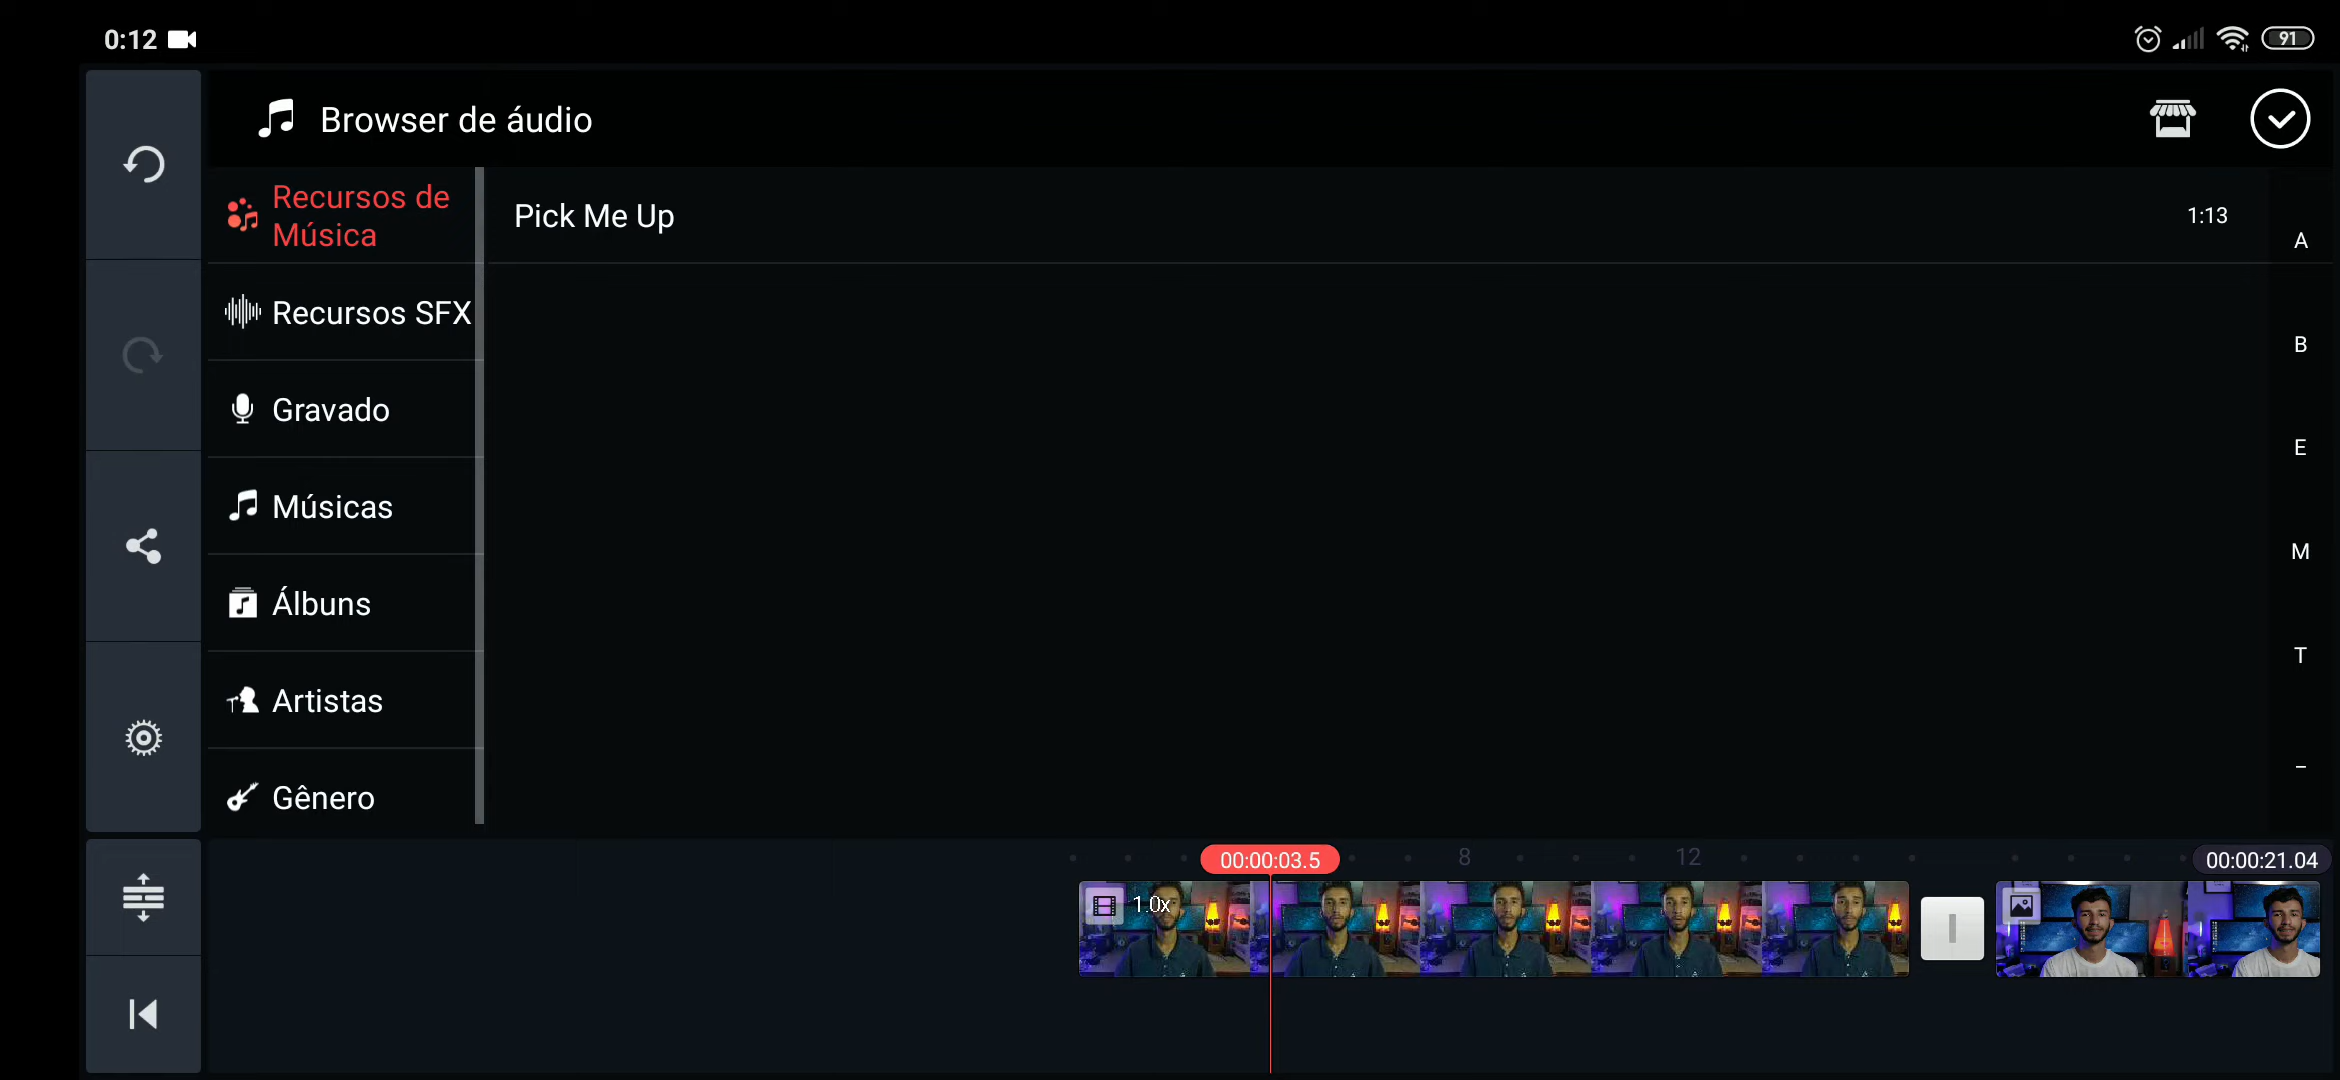 0:12
91
Browser de áudio
Recursos de
Música
Pick Me Up
1:13
Recursos SFX
Gravado
Músicas
Álbuns
Artistas
Gênero
A
B
E
M
T
–
00:00:03.5
8
12
00:00:21.04
1.0x